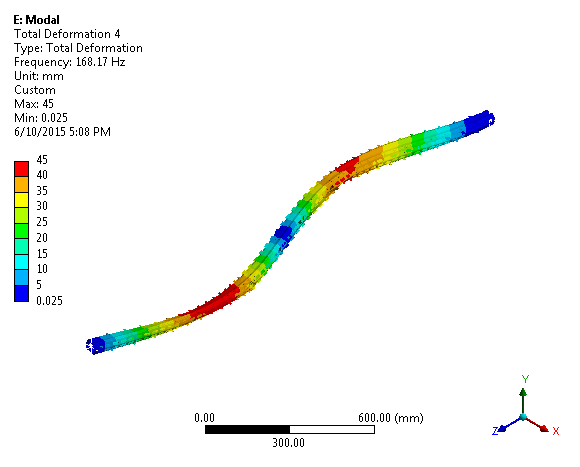 E: Modal
Total Deformation 4
Type: Total Deformation
Frequency: 168.17 Hz
Unit: mm
Custom
Max: 45
Min: 0.025
6/10/2015 5:08 PM
45
40
35
30
25
20
15
10
5
0.025
0.00
600.00 (mm)
300.00
Y
Z
X